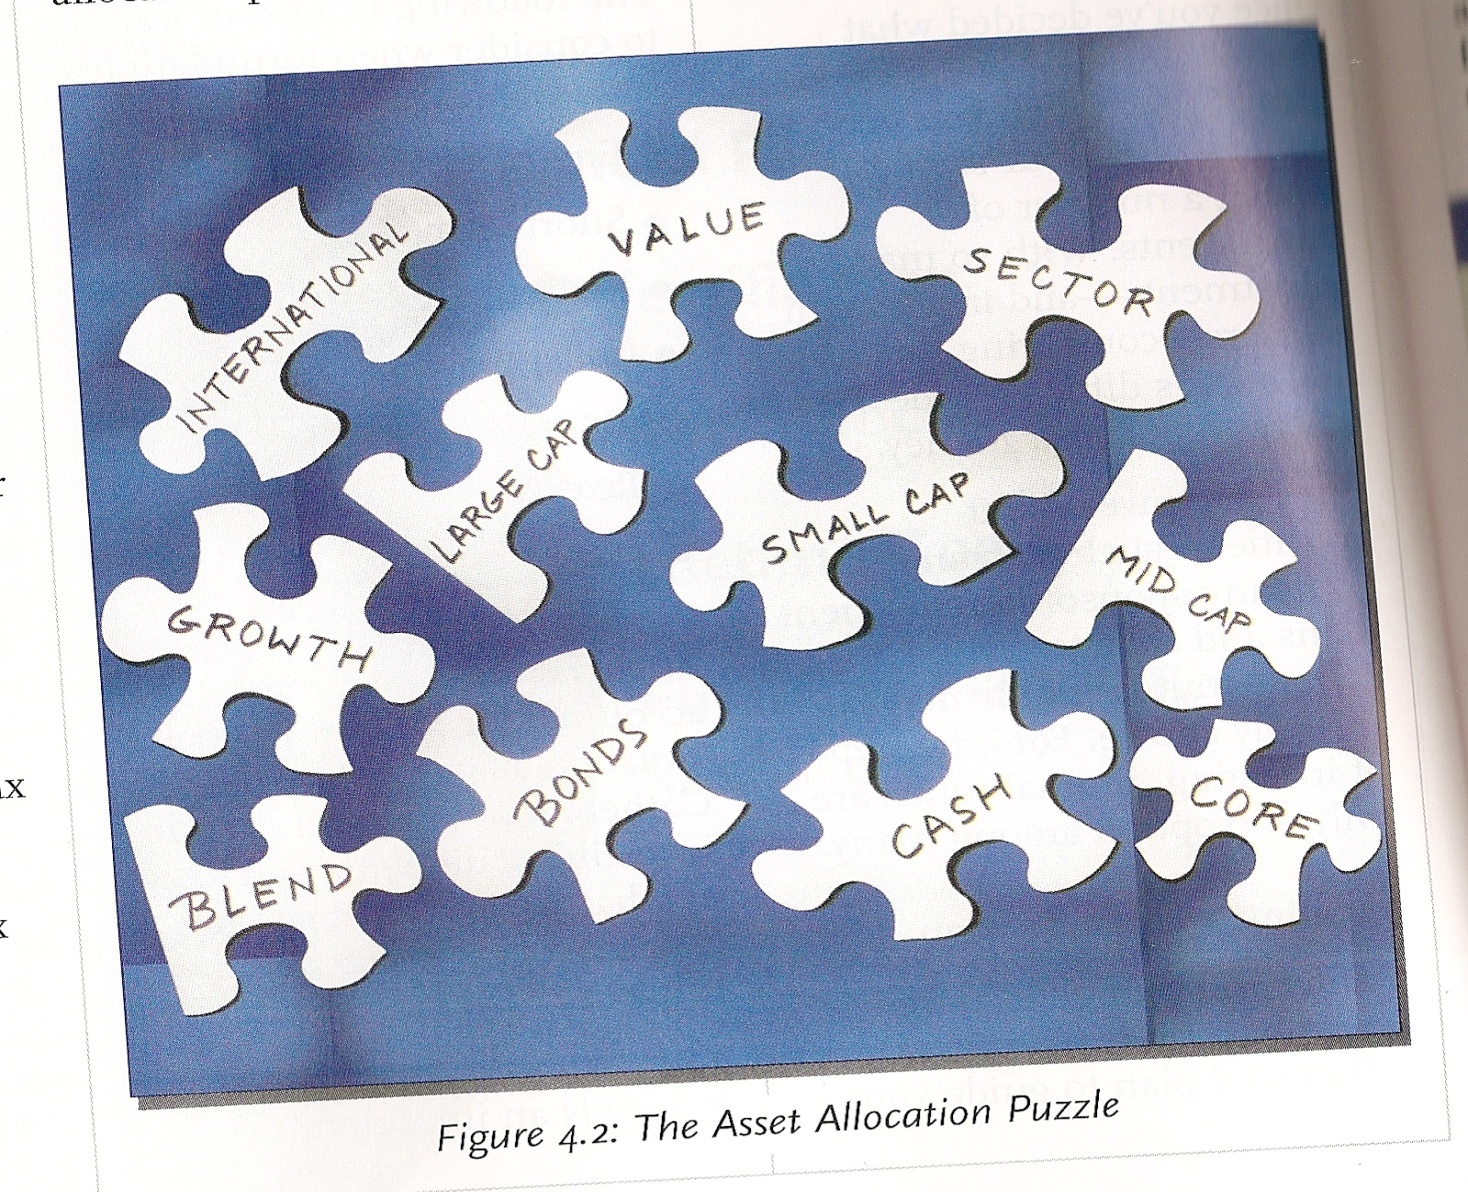 INTERNATIONAL
VALUE
SECTOR
LARGE CAP
SMALL CAP
MID CAP
GROWTH
BONDS
CASH
CORE
BLEND
Figure 4.2: The Asset Allocation Puzzle